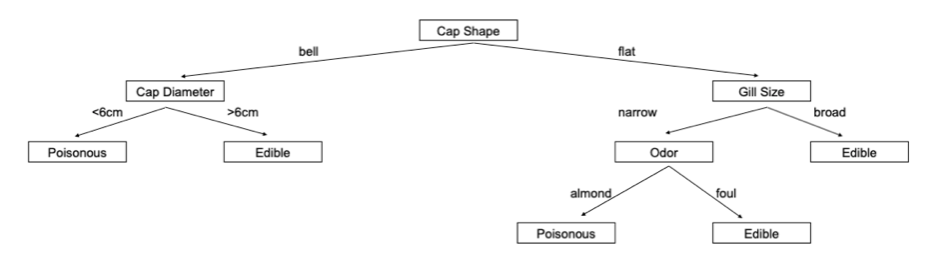 Cap Shape
bell
flat
Cap Diameter
Gill Size
<6cm
>6cm
narrow
broad
Poisonous
Edible
Odor
Edible
almond
foul
Poisonous
Edible